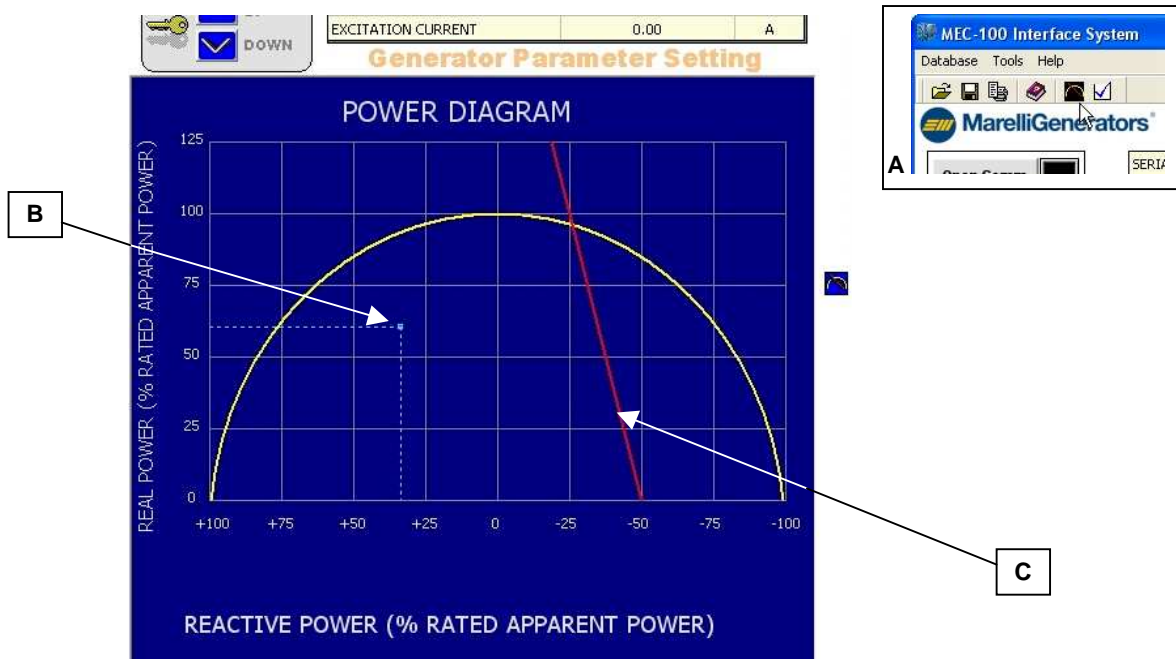 DOWN
EXCITATION CURRENT 0.00 A
Generator Parameter Setting
POWER DIAGRAM
REAL POWER (% RATED APPARENT POWER)
125
100
75
50
25
0
+100 +75 +50 +25 0 -25 -50 -75 -100
REACTIVE POWER (% RATED APPARENT POWER)
B
C
MEC-100 Interface System
Database Tools Help
MarelliGenerators
A
SERIA